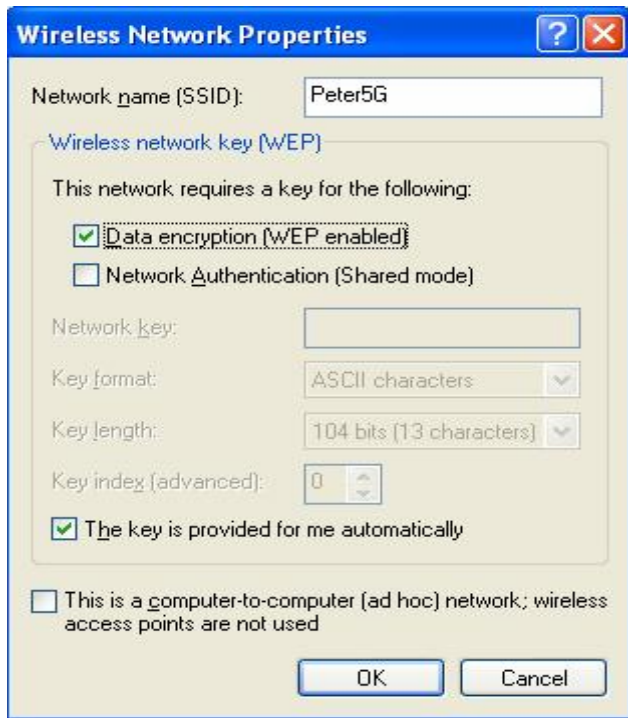 Wireless Network Properties
Network name (SSID): Peter5G
Wireless network key (WEP)
This network requires a key for the following:
Data encryption (WEP enabled)
Network Authentication (Shared mode)
Network key:
Key format: ASCII characters
Key length: 104 bits (13 characters)
Key index (advanced): 0
The key is provided for me automatically
This is a computer-to-computer (ad hoc) network; wireless
access points are not used
OK Cancel